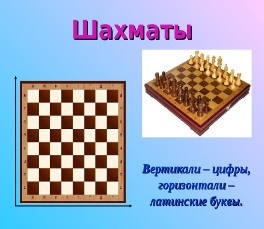 Шахматы
Вертикали – цифры,
горизонтали –
латинские буквы.